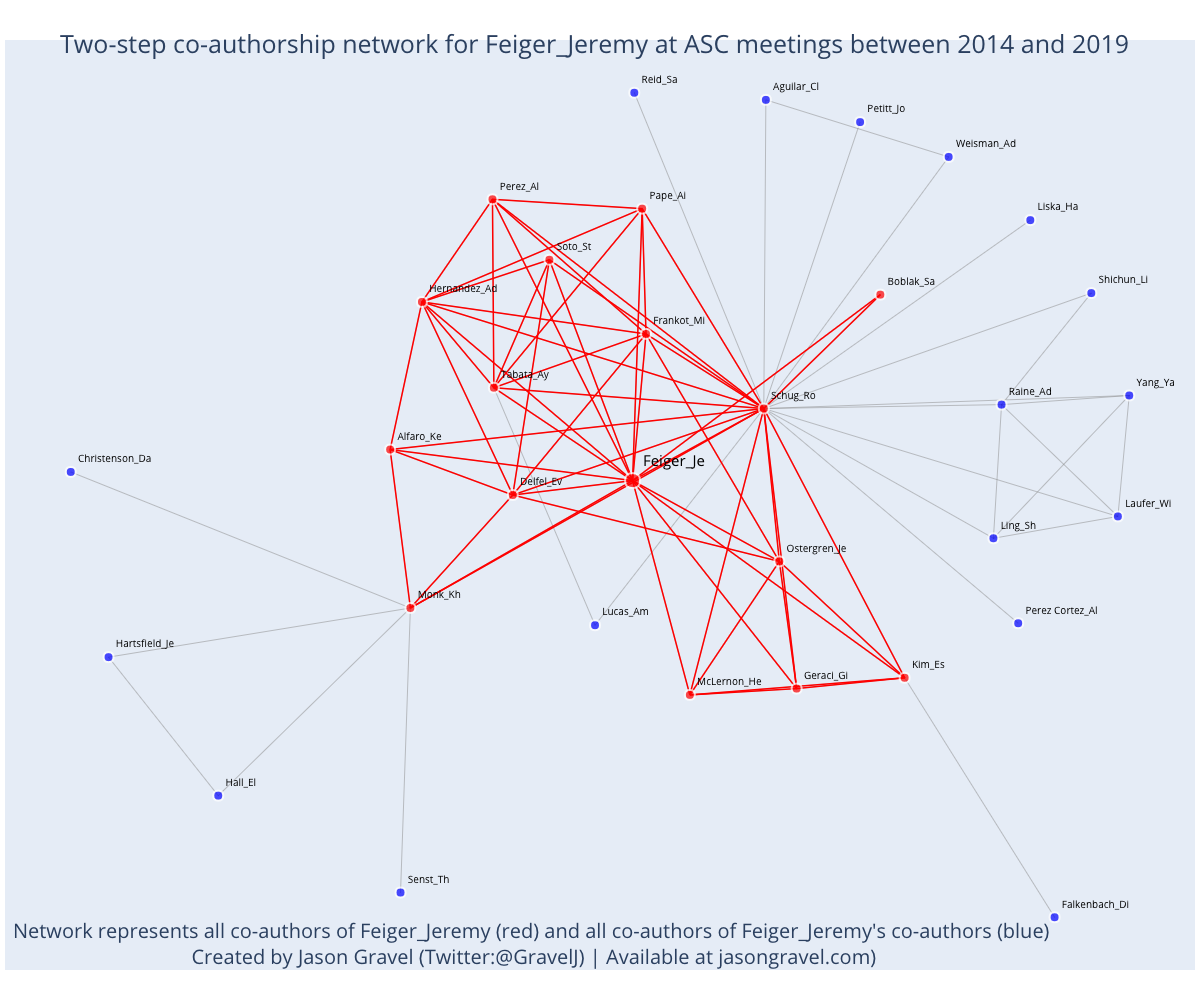 Two-step co-authorship network for Feiger_Jeremy at ASC meetings between 2014 and 2019
Reid_Sa
Aguilar_Cl
Petitt_Jo
Weisman_Ad
Perez_Al
Pape_Ai
Liska_Ha
Soto_St
Shichun_Li
Boblak_Sa
Hernandez_Ad
Frankot_Mi
Tabata_Ay
Yang_Ya
Raine_Ad
Schug_Ro
Alfaro_Ke
Christenson_Da
Feiger_Je
Delfel_Ev
Laufer_Wi
Ling_Sh
Ostergren_Je
Monk_Kh
Lucas_Am
Perez Cortez_Al
Hartsfield_Je
Kim_Es
Geraci_Gi
McLernon_He
Hall_El
Senst_Th
Falkenbach_Di
Network represents all co-authors of Feiger_Jeremy (red) and all co-authors of Feiger_Jeremy's co-authors (blue)
Created by Jason Gravel (Twitter:@GravelJ) | Available at jasongravel.com)